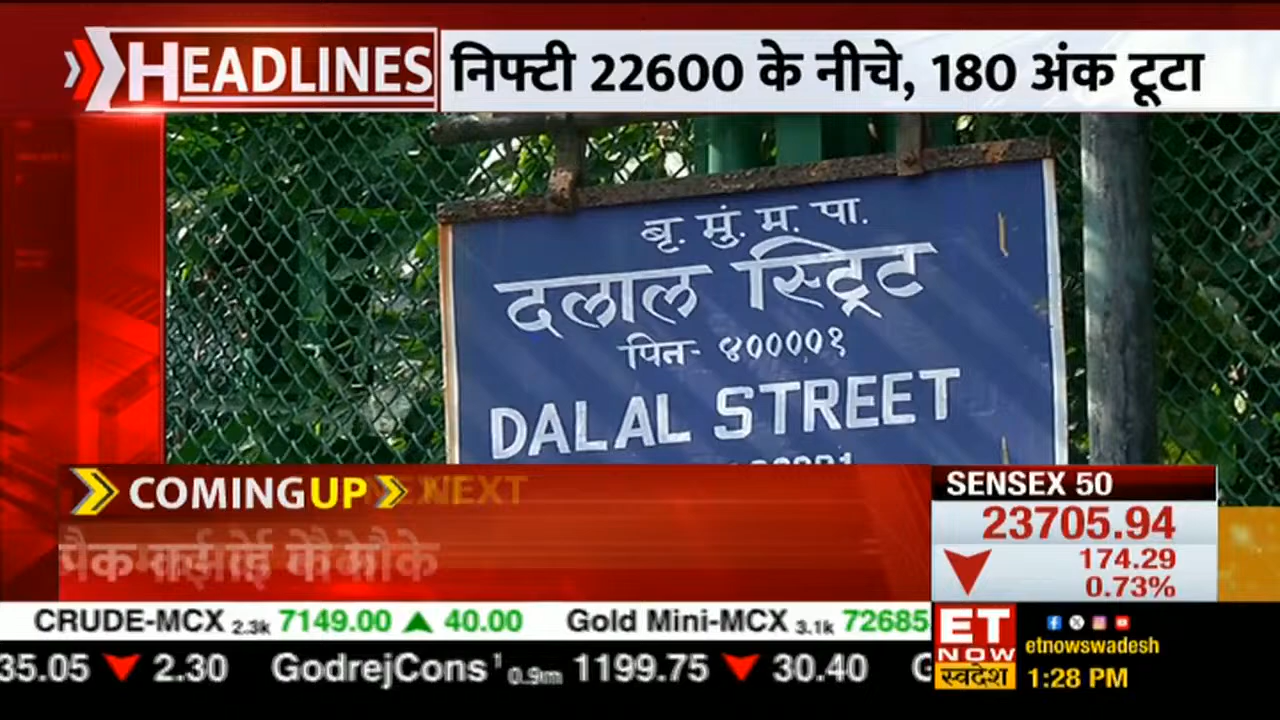 HEADLINES
निफ्टी 22600 के नीचे, 180 अंक टूटा
बृ. मुं. म. पा.
दलाल स्ट्रिट
पिन- ४००००१
DALAL STREET
COMING UP
NEXT
SENSEX 50
23705.94
174.29
0.73%
CRUDE-MCX 2.3k 7149.00 ▲ 40.00 Gold Mini-MCX 3.1k 72685
35.05 ▼ 2.30 GodrejCons 0.9m 1199.75 ▼ 30.40 G
ET
NOW
स्वदेश
etnowswadesh
1:28 PM